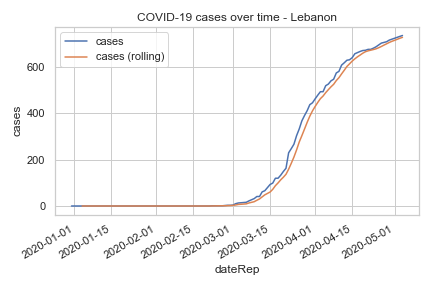 COVID-19 cases over time - Lebanon
cases
cases (rolling)
cases
600
400
200
0
2020-01-01
2020-01-15
2020-02-01
2020-02-15
2020-03-01
2020-03-15
2020-04-01
2020-04-15
2020-05-01
dateRep